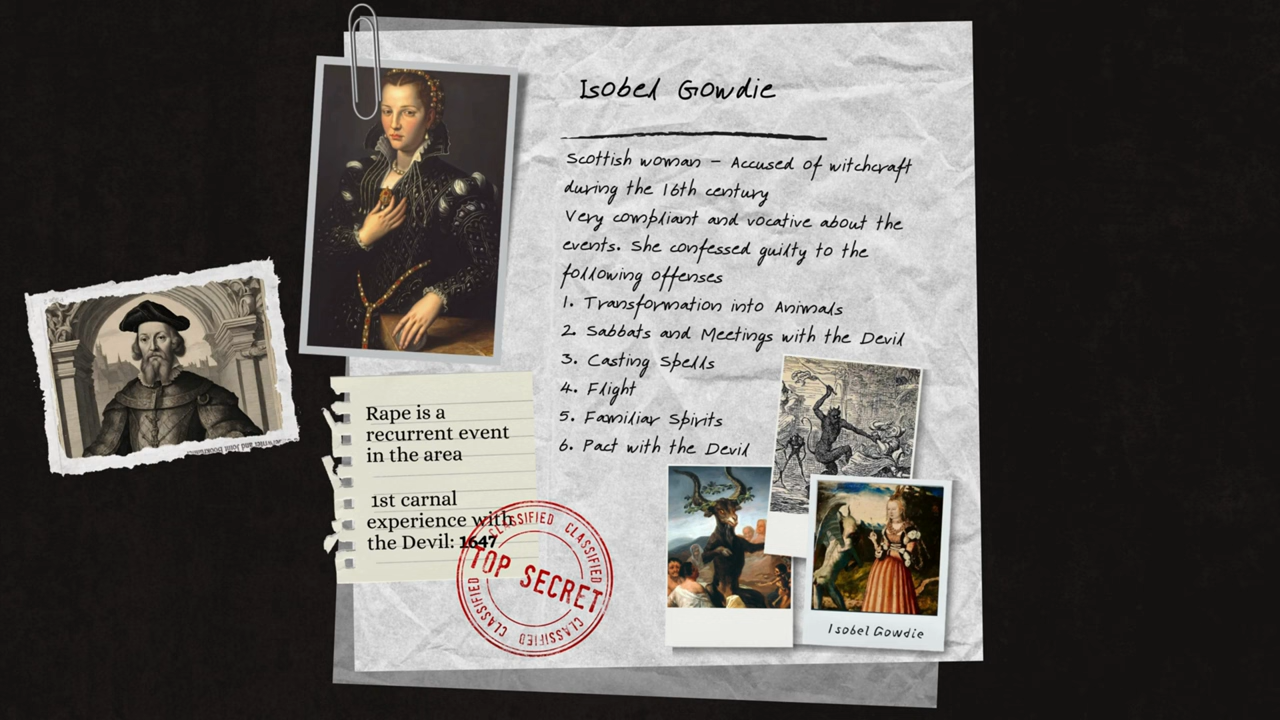 Isobel Gowdie
Scottish woman – Accused of witchcraft
during the 16th century
Very compliant and vocative about the
events. She confessed guilty to the
following offenses
1. Transformation into Animals
2. Sabbats and Meetings with the Devil
3. Casting Spells
4. Flight
5. Familiar Spirits
6. Pact with the Devil
Rape is a
recurrent event
in the area
1st carnal
experience with
the Devil: 1647
CLASSIFIED CLASSIFIED
TOP SECRET
CLASSIFIED CLASSIFIED CLASSIFIED
Isobel Gowdie